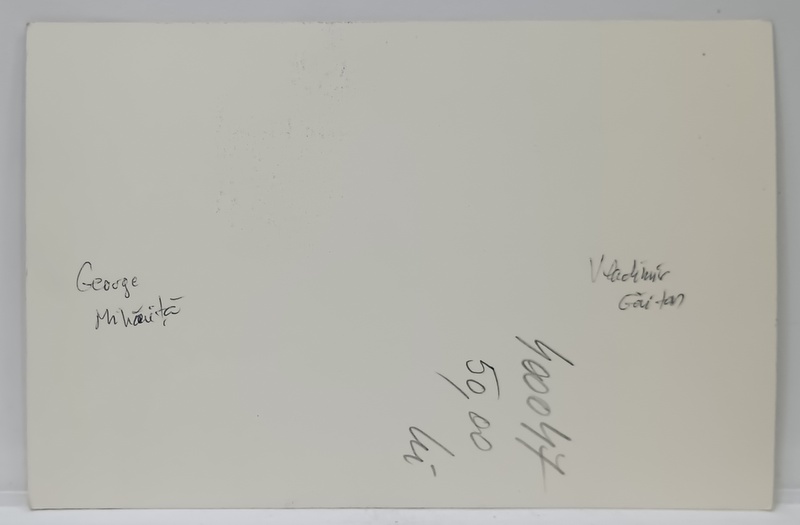 George
Mihăiță
Vladimir
Găitan
400047
50,00
lei